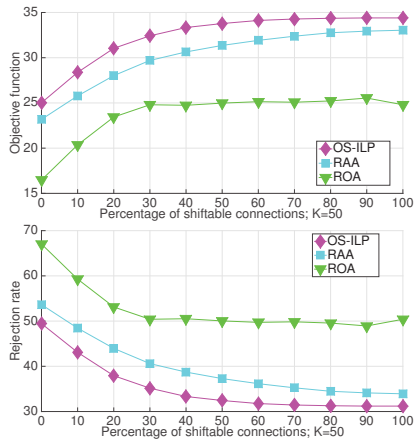 35
30
25
20
15
Objective function
OS-ILP
RAA
ROA
0 10 20 30 40 50 60 70 80 90 100
Percentage of shiftable connections; K=50
70
60
50
40
30
Rejection rate
OS-ILP
RAA
ROA
0 10 20 30 40 50 60 70 80 90 100
Percentage of shiftable connections; K=50